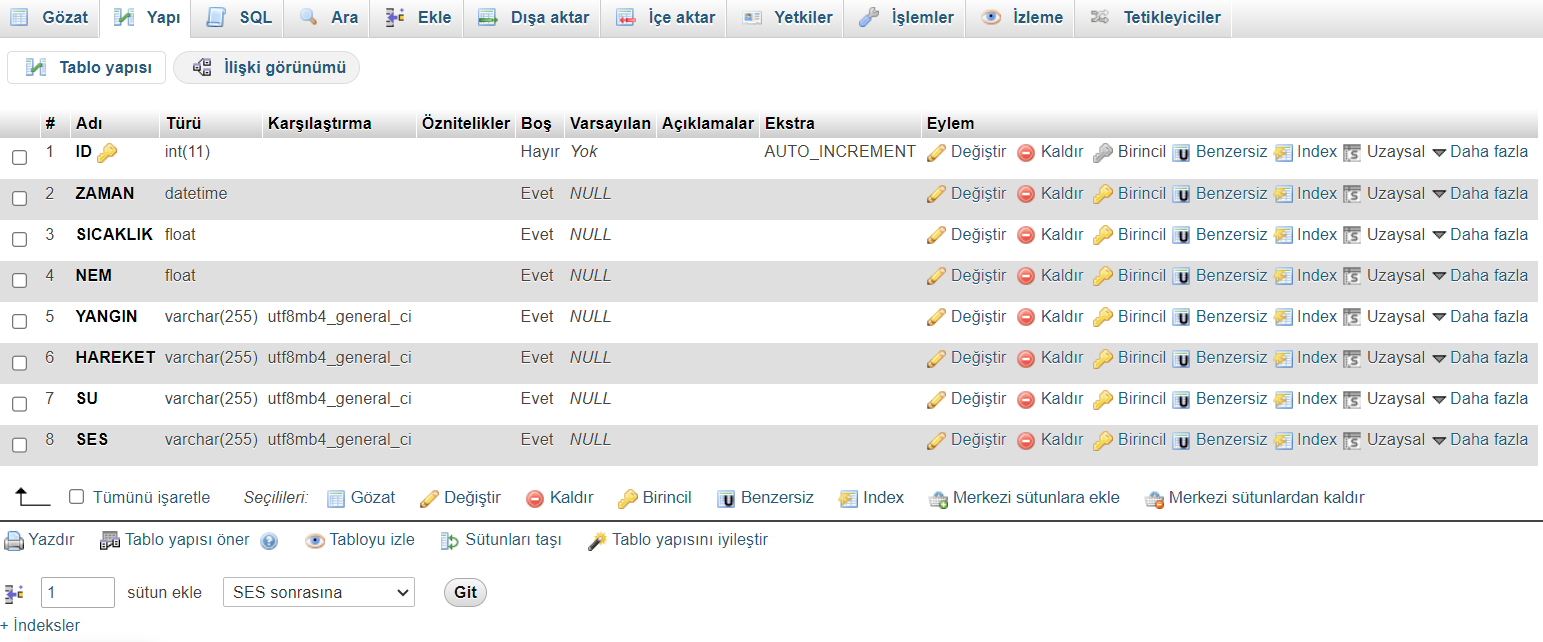 Gözat Yapı SQL Ara Ekle Dışa aktar İçe aktar Yetkiler İşlemler İzleme Tetikleyiciler
Tablo yapısı İlişki görünümü
# Adı Türü Karşılaştırma Öznitelikler Boş Varsayılan Açıklamalar Ekstra Eylem
1 ID int(11) Hayır Yok AUTO_INCREMENT Değiştir Kaldır Birincil Benzersiz Index Uzaysal Daha fazla
2 ZAMAN datetime Evet NULL Değiştir Kaldır Birincil Benzersiz Index Uzaysal Daha fazla
3 SICAKLIK float Evet NULL Değiştir Kaldır Birincil Benzersiz Index Uzaysal Daha fazla
4 NEM float Evet NULL Değiştir Kaldır Birincil Benzersiz Index Uzaysal Daha fazla
5 YANGIN varchar(255) utf8mb4_general_ci Evet NULL Değiştir Kaldır Birincil Benzersiz Index Uzaysal Daha fazla
6 HAREKET varchar(255) utf8mb4_general_ci Evet NULL Değiştir Kaldır Birincil Benzersiz Index Uzaysal Daha fazla
7 SU varchar(255) utf8mb4_general_ci Evet NULL Değiştir Kaldır Birincil Benzersiz Index Uzaysal Daha fazla
8 SES varchar(255) utf8mb4_general_ci Evet NULL Değiştir Kaldır Birincil Benzersiz Index Uzaysal Daha fazla
Tümünü işaretle Seçilileri: Gözat Değiştir Kaldır Birincil Benzersiz Index Merkezi sütunlara ekle Merkezi sütunlardan kaldır
Yazdır Tablo yapısı öner Tabloyu izle Sütunları taşı Tablo yapısını iyileştir
1 sütun ekle SES sonrasına Git
+ İndeksler